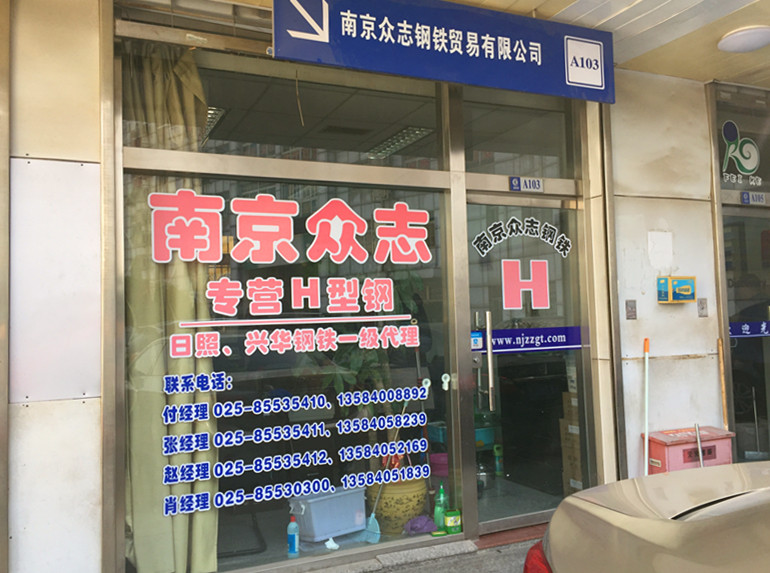 南京众志钢铁贸易有限公司
A103
A103
南京众志
专营H型钢
日照、兴华钢铁一级代理
联系电话:
付经理 025-85535410、13584008892
张经理 025-85535411、13584058239
赵经理 025-85535412、13584052169
肖经理 025-85530300、13584051839
南京众志钢铁
H
www.njzzgt.com
A105
迎光